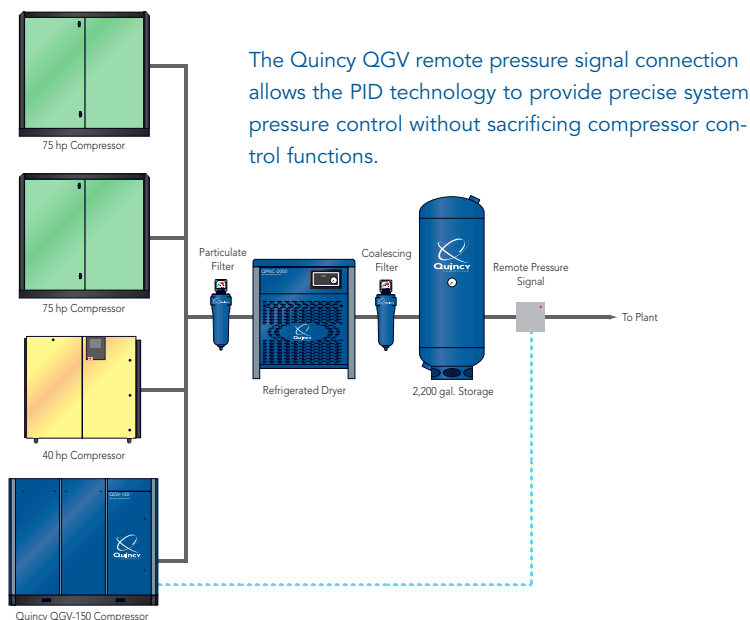 The Quincy QGV remote pressure signal connection
allows the PID technology to provide precise system
pressure control without sacrificing compressor con-
trol functions.
75 hp Compressor
75 hp Compressor
40 hp Compressor
QGV-150
Quincy
Quincy QGV-150 Compressor
Particulate
Filter
QPNC-2000
Quincy
Refrigerated Dryer
Coalescing
Filter
Quincy
2,200 gal. Storage
Remote Pressure
Signal
To Plant